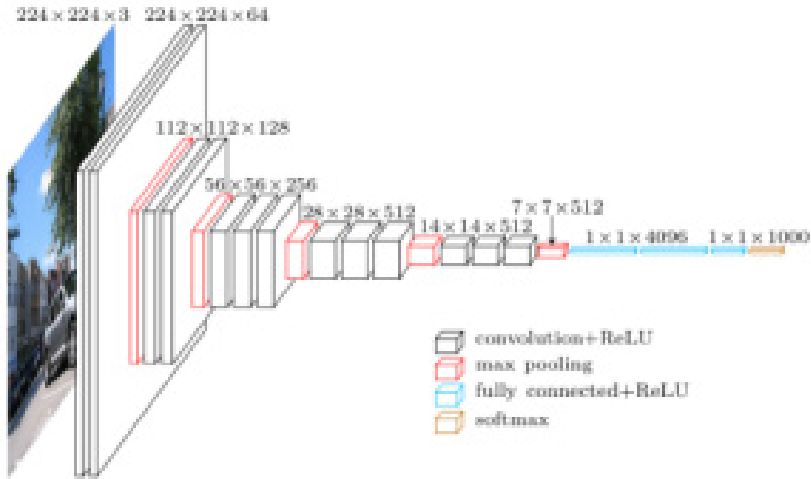 224×224×3
224×224×64
112×112×128
56×56×256
28×28×512
14×14×512
7×7×512
1×1×4096
1×1×1000
convolution+ReLU
max pooling
fully connected+ReLU
softmax